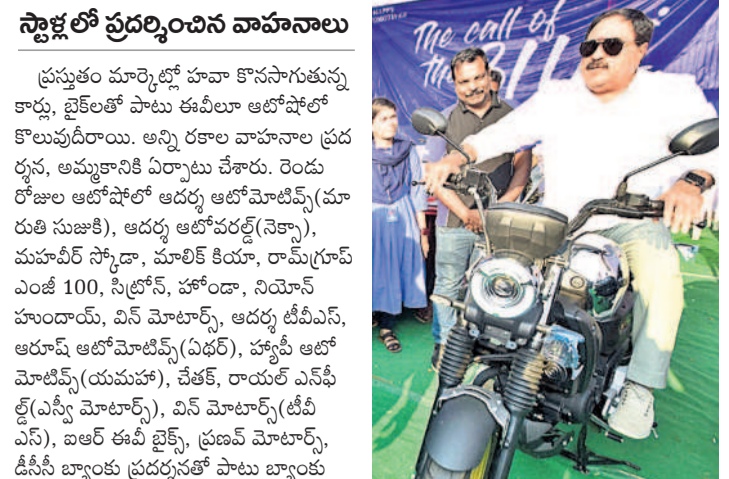 స్టాళ్లలో ప్రదర్శించిన వాహనాలు
ప్రస్తుతం మార్కెట్లో హవా కొనసాగుతున్న
కార్లు, బైక్‌లతో పాటు ఈవీలూ ఆటోషోలో
కొలువుదీరాయి. అన్ని రకాల వాహనాల ప్రద
ర్శన, అమ్మకానికి ఏర్పాటు చేశారు. రెండు
రోజుల ఆటోషోలో ఆదర్శ ఆటోమోటివ్స్(మా
రుతి సుజుకి), ఆదర్శ ఆటోవరల్డ్(నెక్సా),
మహవీర్ స్కోడా, మాలిక్ కియా, రామ్‌గ్రూప్
ఎంజీ 100, సిట్రోన్, హోండా, నియోన్
హుందాయ్, విన్ మోటార్స్, ఆదర్శ టీవీఎస్,
ఆరూష్ ఆటోమోటివ్స్(ఏథర్), హ్యాపీ ఆటో
మోటివ్స్(యమహా), చేతక్, రాయల్ ఎన్‌ఫీ
ల్డ్(ఎస్వీ మోటార్స్), విన్ మోటార్స్(టీవీ
ఎస్), ఐఆర్ ఈవీ బైక్స్, ప్రణవ్ మోటార్స్,
డీసీసీ బ్యాంకు ప్రదర్శనతో పాటు బ్యాంకు
The call of
the